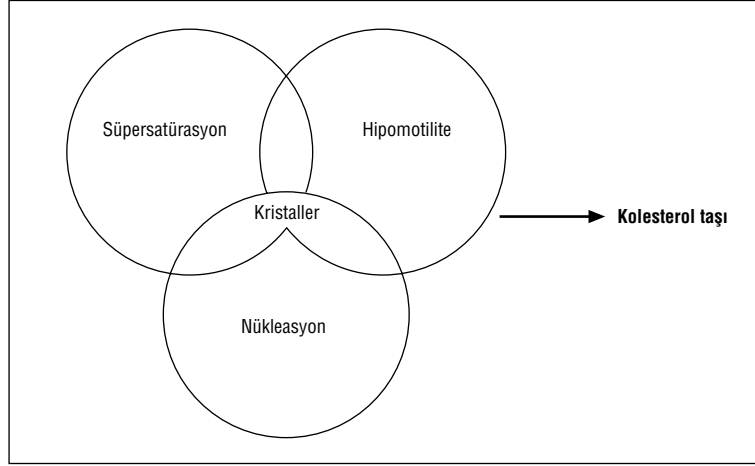 Süpersatürasyon
Hipomotilite
Kristaller
Kolesterol taşı
Nükleasyon